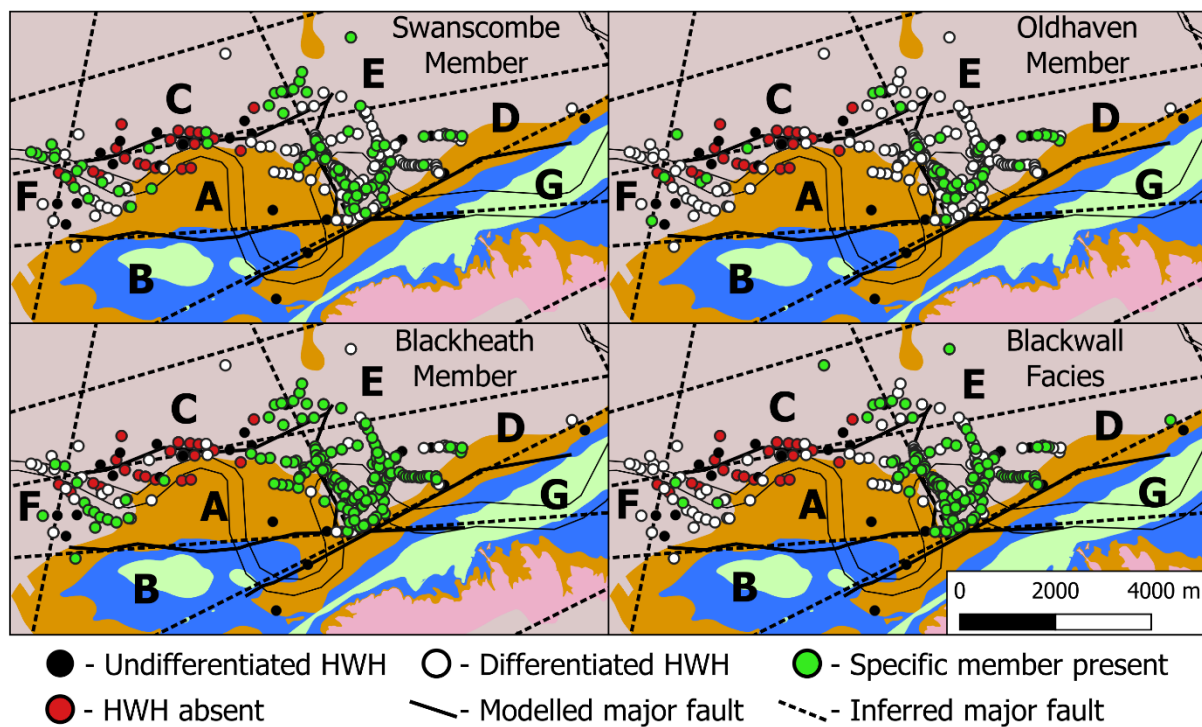 Swanscombe
Member
C
E
D
F
A
G
B
Oldhaven
Member
C
E
D
F
A
G
B
Blackheath
Member
C
E
D
F
A
G
B
Blackwall
Facies
C
E
D
F
A
G
B
0 2000 4000 m
- Undifferentiated HWH
- Differentiated HWH
- Specific member present
- HWH absent
- Modelled major fault
- Inferred major fault